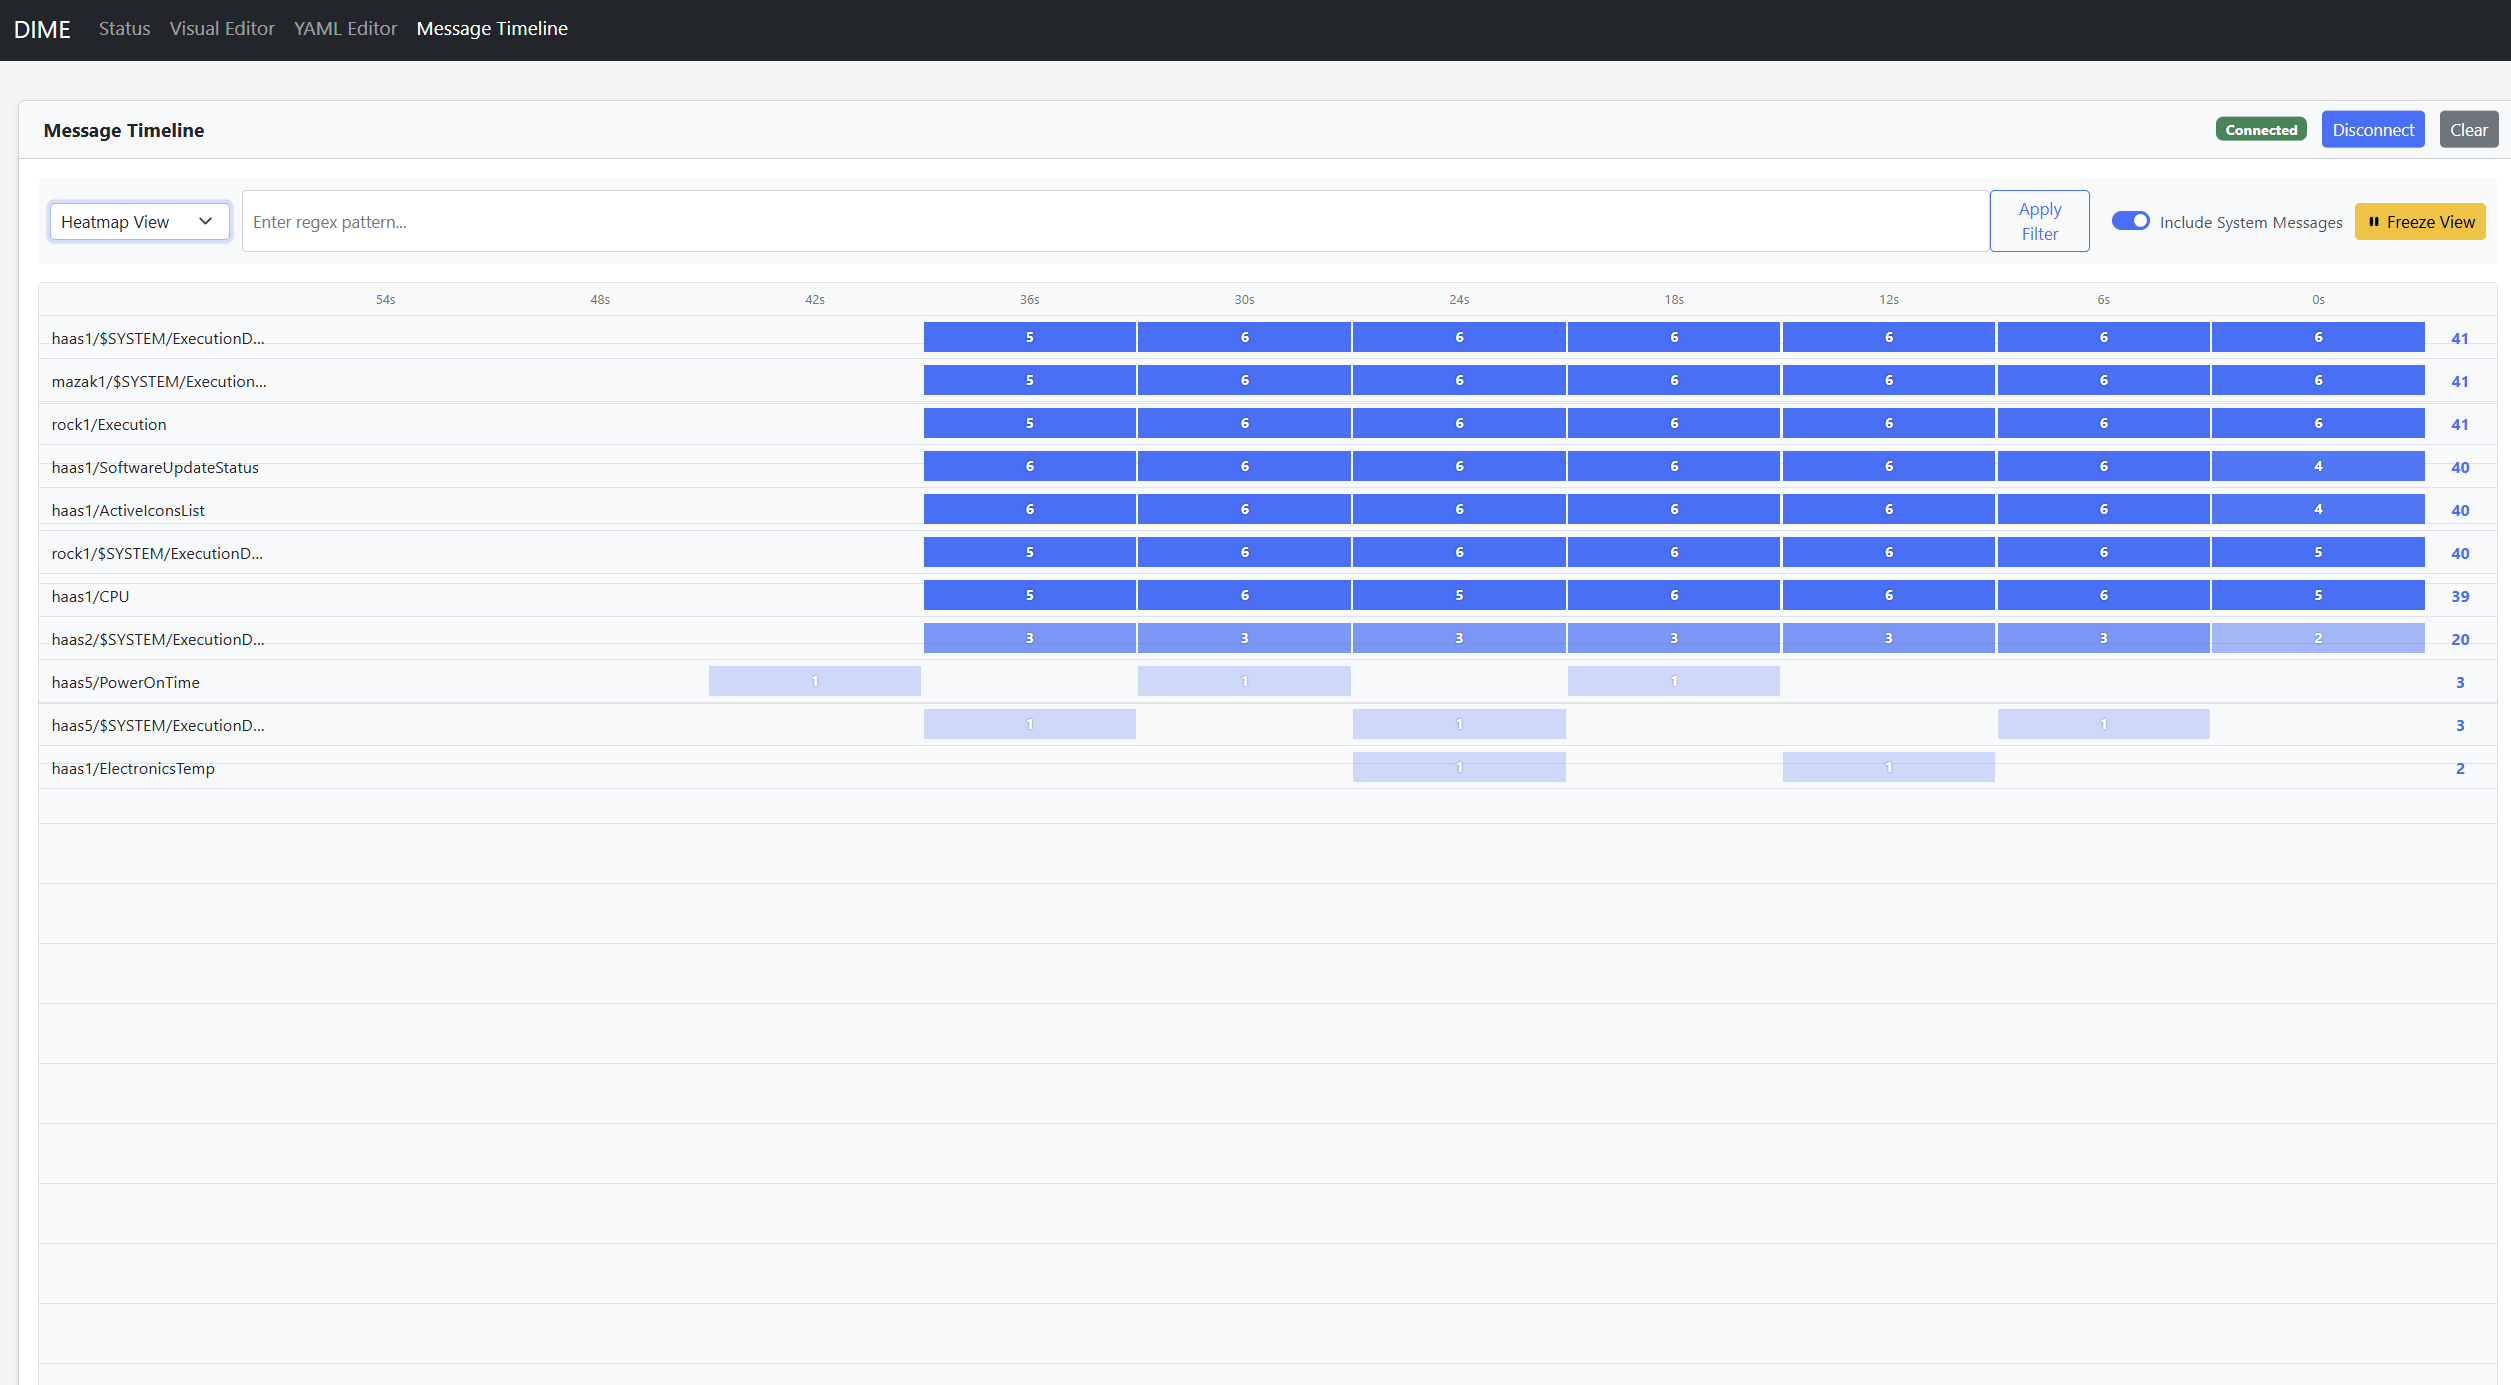 DIME Status Visual Editor YAML Editor Message Timeline
Message Timeline Connected Disconnect Clear
Heatmap View Enter regex pattern... Apply Filter Include System Messages Freeze View
54s 48s 42s 36s 30s 24s 18s 12s 6s 0s
haas1/$SYSTEM/ExecutionD... 5 6 6 6 6 6 6 41
mazak1/$SYSTEM/Execution... 5 6 6 6 6 6 6 41
rock1/Execution 5 6 6 6 6 6 6 41
haas1/SoftwareUpdateStatus 6 6 6 6 6 6 4 40
haas1/ActiveIconsList 6 6 6 6 6 6 4 40
rock1/$SYSTEM/ExecutionD... 5 6 6 6 6 6 5 40
haas1/CPU 5 6 5 6 6 6 5 39
haas2/$SYSTEM/ExecutionD... 3 3 3 3 3 3 2 20
haas5/PowerOnTime 1 1 1 3
haas5/$SYSTEM/ExecutionD... 1 1 1 3
haas1/ElectronicsTemp 1 1 2